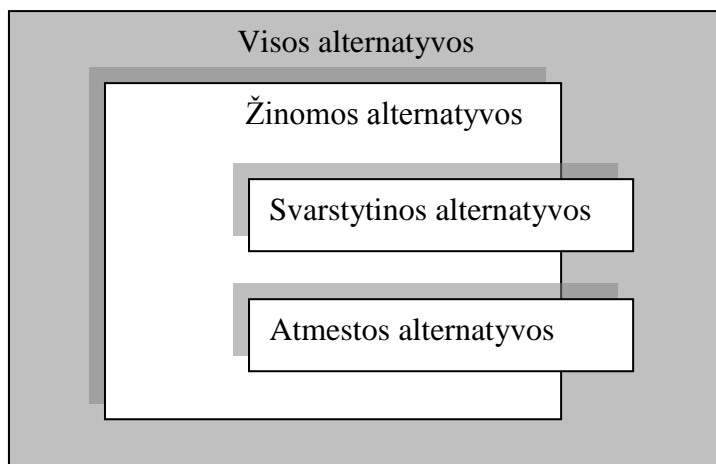 Visos alternatyvos
Žinomos alternatyvos
Svarstytinos alternatyvos
Atmestos alternatyvos